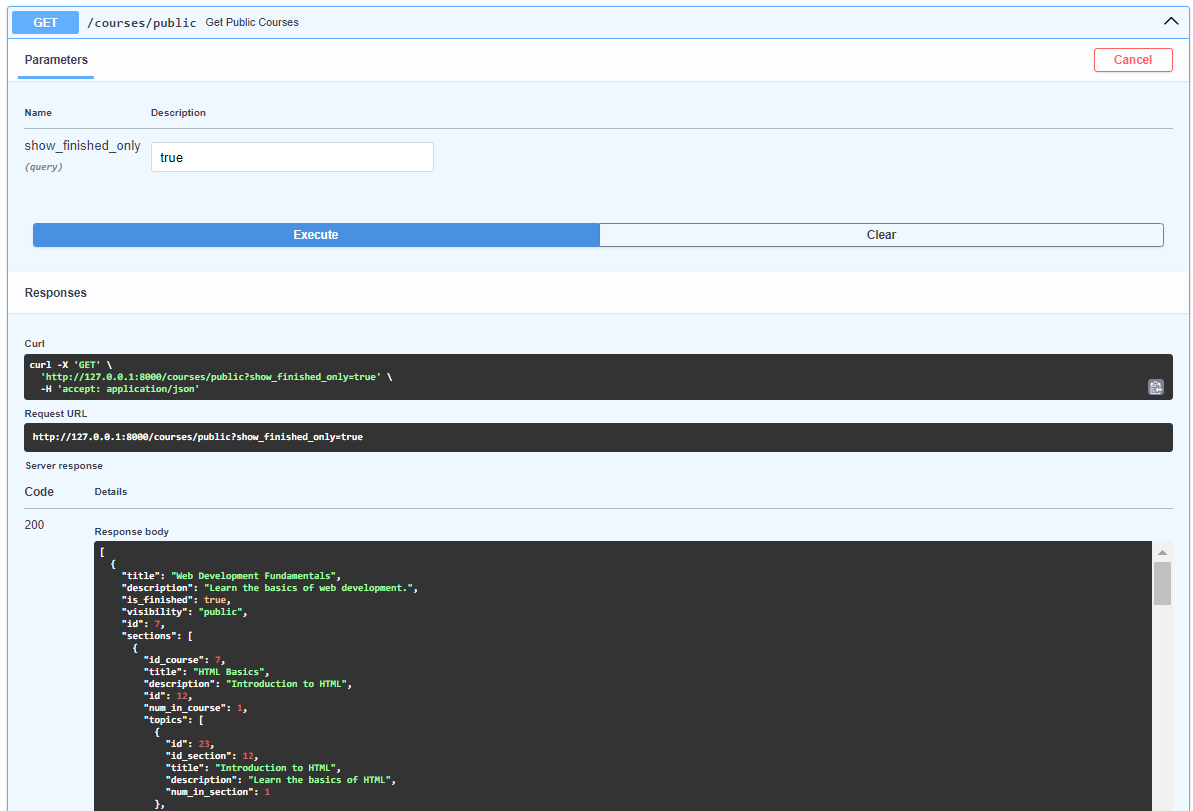 GET /courses/public Get Public Courses
Parameters
Cancel
Name Description
show_finished_only
(query)
true
Execute Clear
Responses
Curl
curl -X 'GET' \
  'http://127.0.0.1:8000/courses/public?show_finished_only=true' \
  -H 'accept: application/json'
Request URL
http://127.0.0.1:8000/courses/public?show_finished_only=true
Server response
Code Details
200
Response body
[
  {
    "title": "Web Development Fundamentals",
    "description": "Learn the basics of web development.",
    "is_finished": true,
    "visibility": "public",
    "id": 7,
    "sections": [
      {
        "id_course": 7,
        "title": "HTML Basics",
        "description": "Introduction to HTML",
        "id": 12,
        "num_in_course": 1,
        "topics": [
          {
            "id": 23,
            "id_section": 12,
            "title": "Introduction to HTML",
            "description": "Learn the basics of HTML",
            "num_in_section": 1
          },